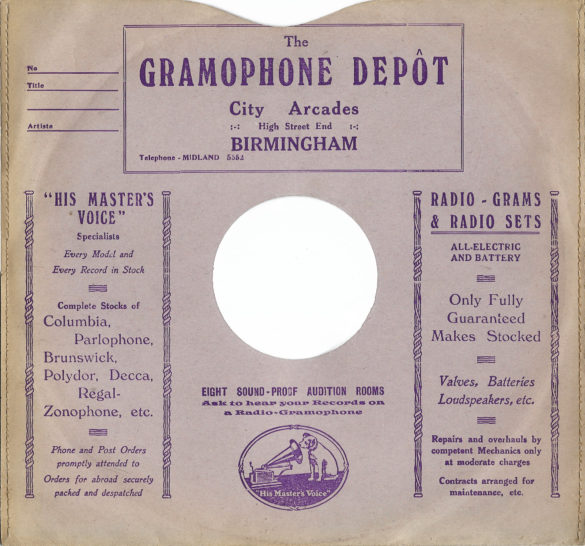 The
GRAMOPHONE DEPÔT
City Arcades
:-: High Street End :-:
BIRMINGHAM
Telephone - MIDLAND 5352
No
Title
Artiste
"HIS MASTER'S
VOICE"
Specialists
Every Model and
Every Record in Stock
Complete Stocks of
Columbia,
Parlophone,
Brunswick,
Polydor, Decca,
Regal-
Zonophone, etc.
Phone and Post Orders
promptly attended to
Orders for abroad securely
packed and despatched
EIGHT SOUND-PROOF AUDITION ROOMS
Ask to hear your Records on
a Radio-Gramophone
"His Master's Voice"
RADIO - GRAMS
& RADIO SETS
ALL-ELECTRIC
AND BATTERY
Only Fully
Guaranteed
Makes Stocked
Valves, Batteries
Loudspeakers, etc.
Repairs and overhauls by
competent Mechanics only
at moderate charges
Contracts arranged for
maintenance, etc.